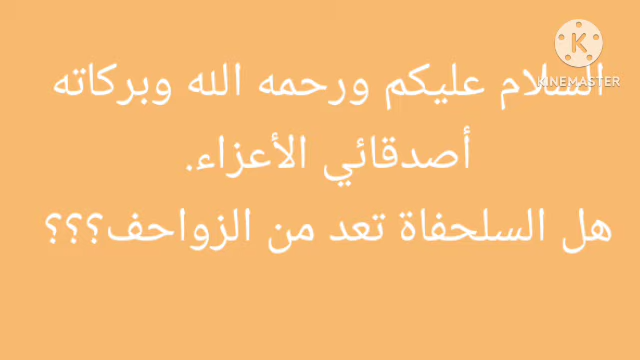 السلام عليكم ورحمه الله وبركاته
أصدقائي الأعزاء.
هل السلحفاة تعد من الزواحف؟؟؟
K
KINEMASTER